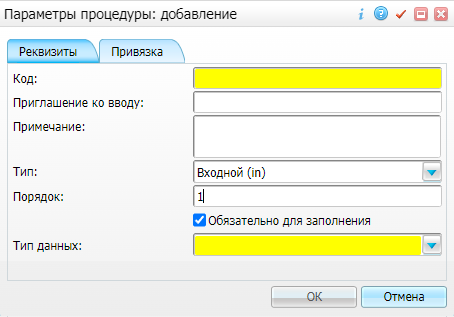 Параметры процедуры: добавление
Реквизиты Привязка
Код:
Приглашение ко вводу:
Примечание:
Тип: Входной (in)
Порядок: 1
Обязательно для заполнения
Тип данных:
ОК Отмена